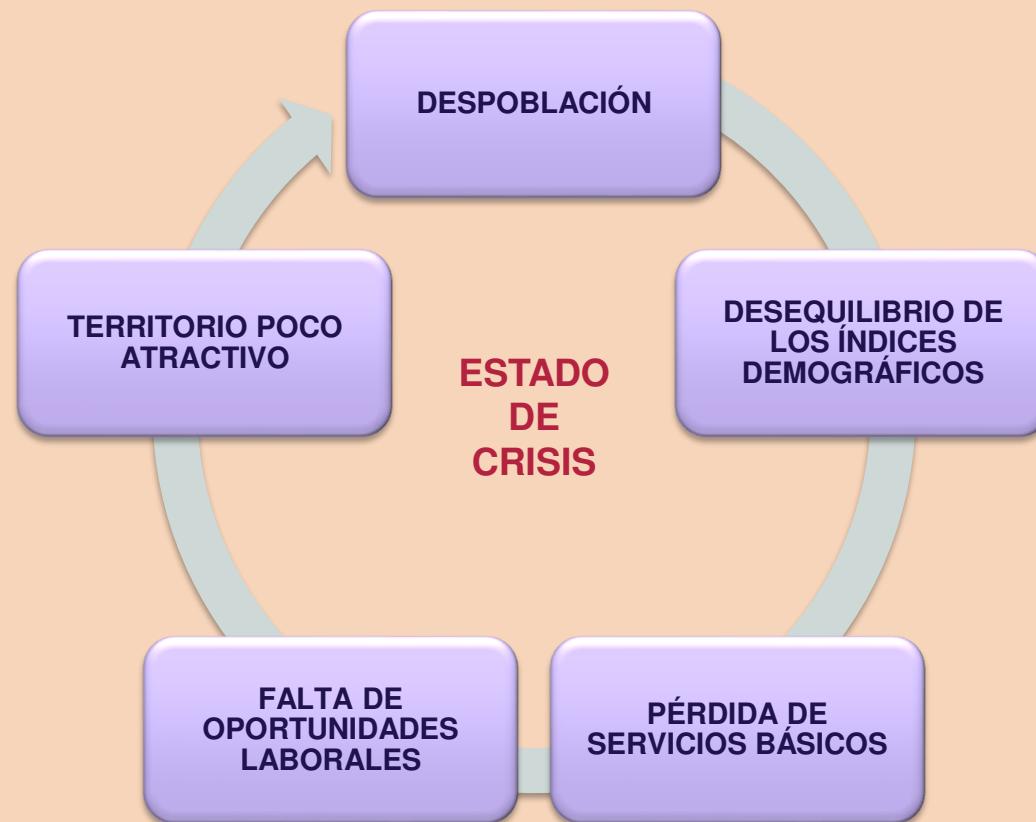 DESPOBLACIÓN
DESEQUILIBRIO DE
LOS ÍNDICES
DEMOGRÁFICOS
PÉRDIDA DE
SERVICIOS BÁSICOS
FALTA DE
OPORTUNIDADES
LABORALES
TERRITORIO POCO
ATRACTIVO
ESTADO
DE
CRISIS